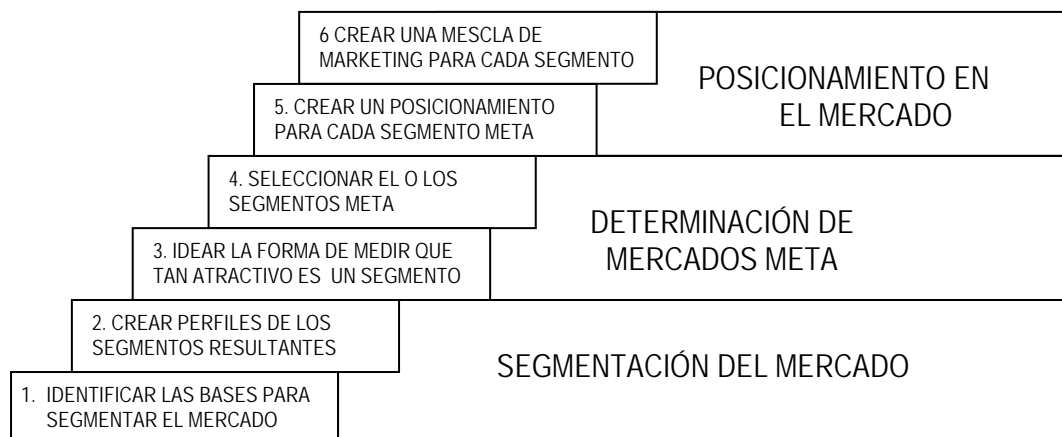 6 CREAR UNA MESCLA DE
MARKETING PARA CADA SEGMENTO
POSICIONAMIENTO EN
EL MERCADO
5. CREAR UN POSICIONAMIENTO
PARA CADA SEGMENTO META
4. SELECCIONAR EL O LOS
SEGMENTOS META
DETERMINACIÓN DE
MERCADOS META
3. IDEAR LA FORMA DE MEDIR QUE
TAN ATRACTIVO ES UN SEGMENTO
2. CREAR PERFILES DE LOS
SEGMENTOS RESULTANTES
SEGMENTACIÓN DEL MERCADO
1. IDENTIFICAR LAS BASES PARA
SEGMENTAR EL MERCADO